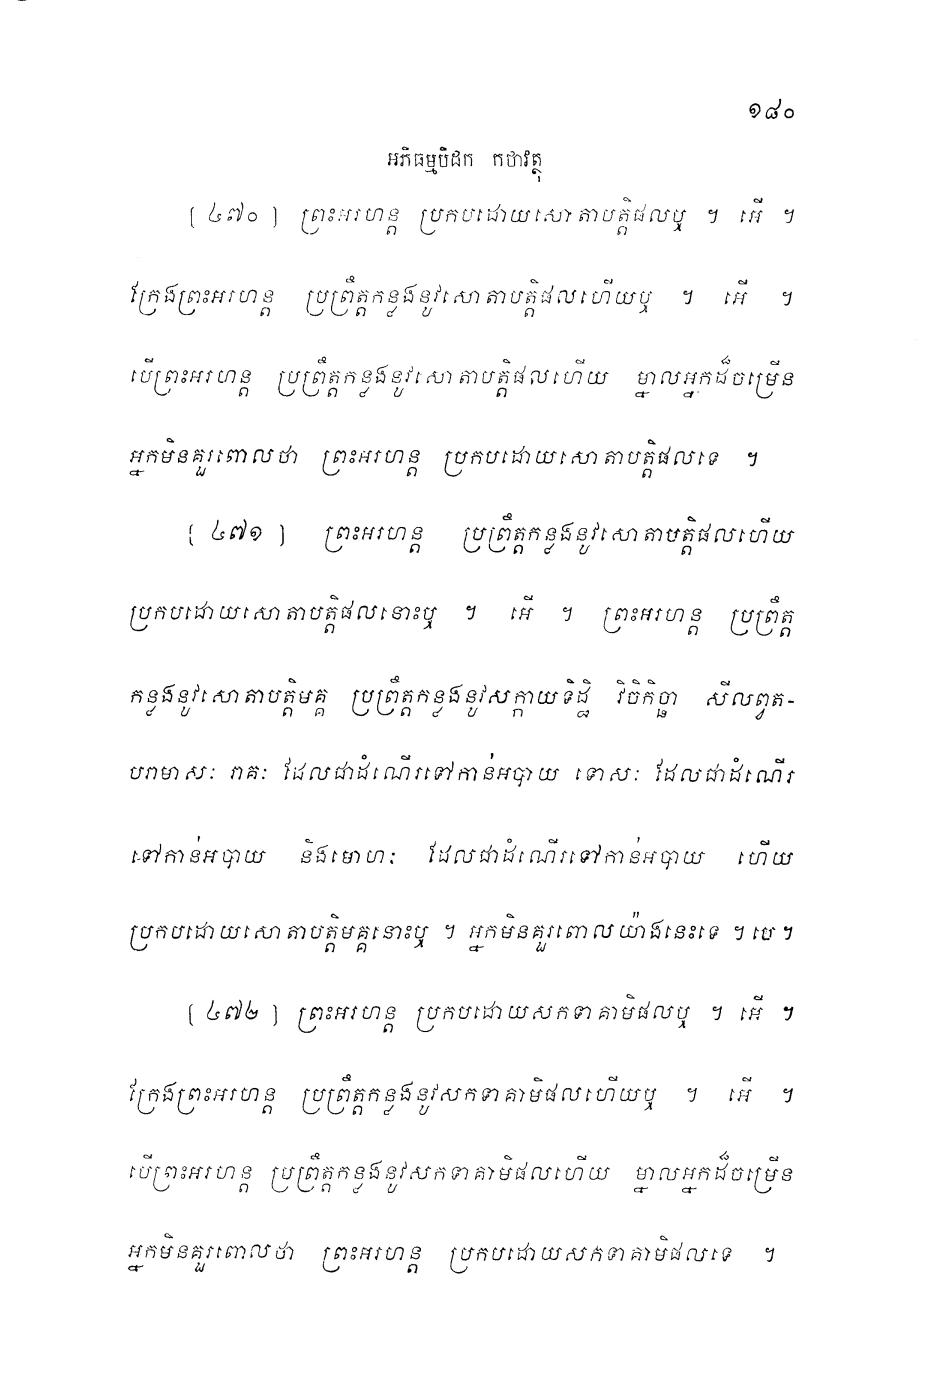 ១៨០
អភិធម្មបិដក កថាវត្ថុ
[ ៤៧០ ] ព្រះអរហន្ត ប្រកបដោយសោតាបត្តិផលឬ ។ អើ ។
ក្រែងព្រះអរហន្ត ប្រព្រឹត្តកន្លងនូវសោតាបត្តិផលហើយឬ ។ អើ ។
បើព្រះអរហន្ត ប្រព្រឹត្តកន្លងនូវសោតាបត្តិផលហើយ ម្នាលអ្នកដ៏ចម្រើន
អ្នកមិនគួរពោលថា ព្រះអរហន្ត ប្រកបដោយសោតាបត្តិផលទេ ។
[ ៤៧១ ] ព្រះអរហន្ត ប្រព្រឹត្តកន្លងនូវសោតាបត្តិផលហើយ
ប្រកបដោយសោតាបត្តិផលនោះឬ ។ អើ ។ ព្រះអរហន្ត ប្រព្រឹត្ត
កន្លងនូវសោតាបត្តិមគ្គ ប្រព្រឹត្តកន្លងនូវសក្កាយទិដ្ឋិ វិចិកិច្ឆា សីលព្វត-
បរាមាសៈ រាគៈ ដែលជាដំណើរទៅកាន់អបាយ ទោសៈ ដែលជាដំណើរ
ទៅកាន់អបាយ និងមោហៈ ដែលជាដំណើរទៅកាន់អបាយ ហើយ
ប្រកបដោយសោតាបត្តិមគ្គនោះឬ ។ អ្នកមិនគួរពោលយ៉ាងនេះទេ ។ បេ ។
[ ៤៧២ ] ព្រះអរហន្ត ប្រកបដោយសកទាគាមិផលឬ ។ អើ ។
ក្រែងព្រះអរហន្ត ប្រព្រឹត្តកន្លងនូវសកទាគាមិផលហើយឬ ។ អើ ។
បើព្រះអរហន្ត ប្រព្រឹត្តកន្លងនូវសកទាគាមិផលហើយ ម្នាលអ្នកដ៏ចម្រើន
អ្នកមិនគួរពោលថា ព្រះអរហន្ត ប្រកបដោយសកទាគាមិផលទេ ។